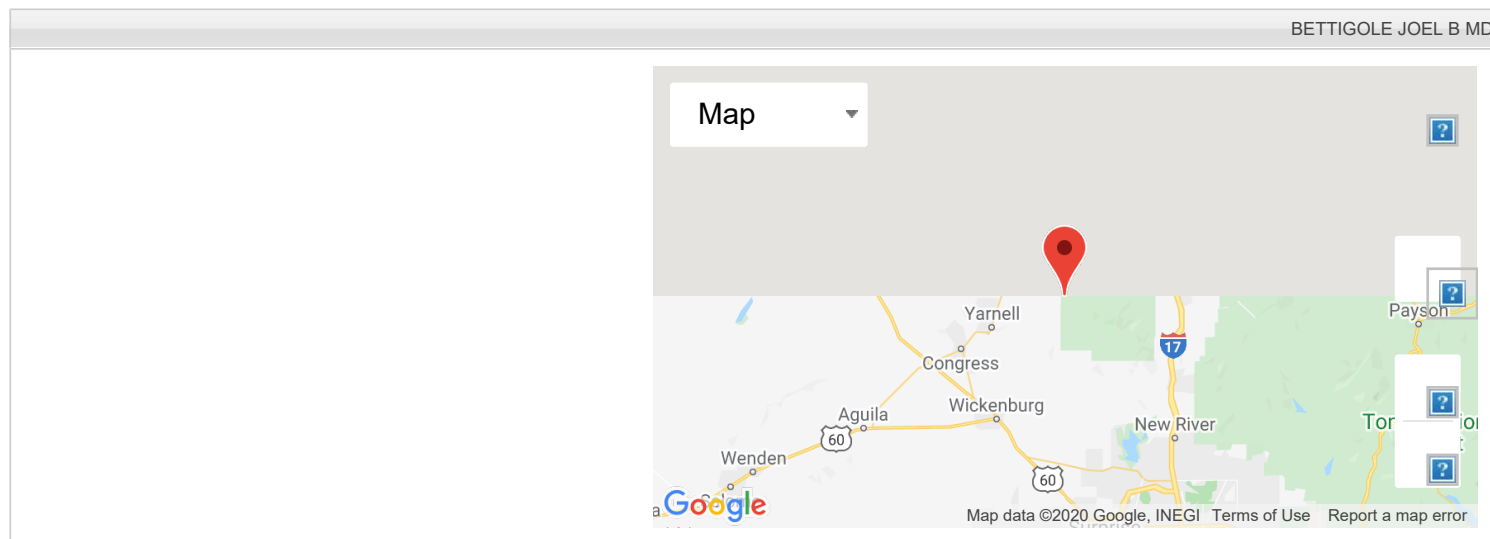 BETTIGOLE JOEL B MD
Map
Yarnell
Payson
17
Congress
Wickenburg
Aguila
New River
60
Wenden
60
Google
Map data ©2020 Google, INEGI Terms of Use Report a map error